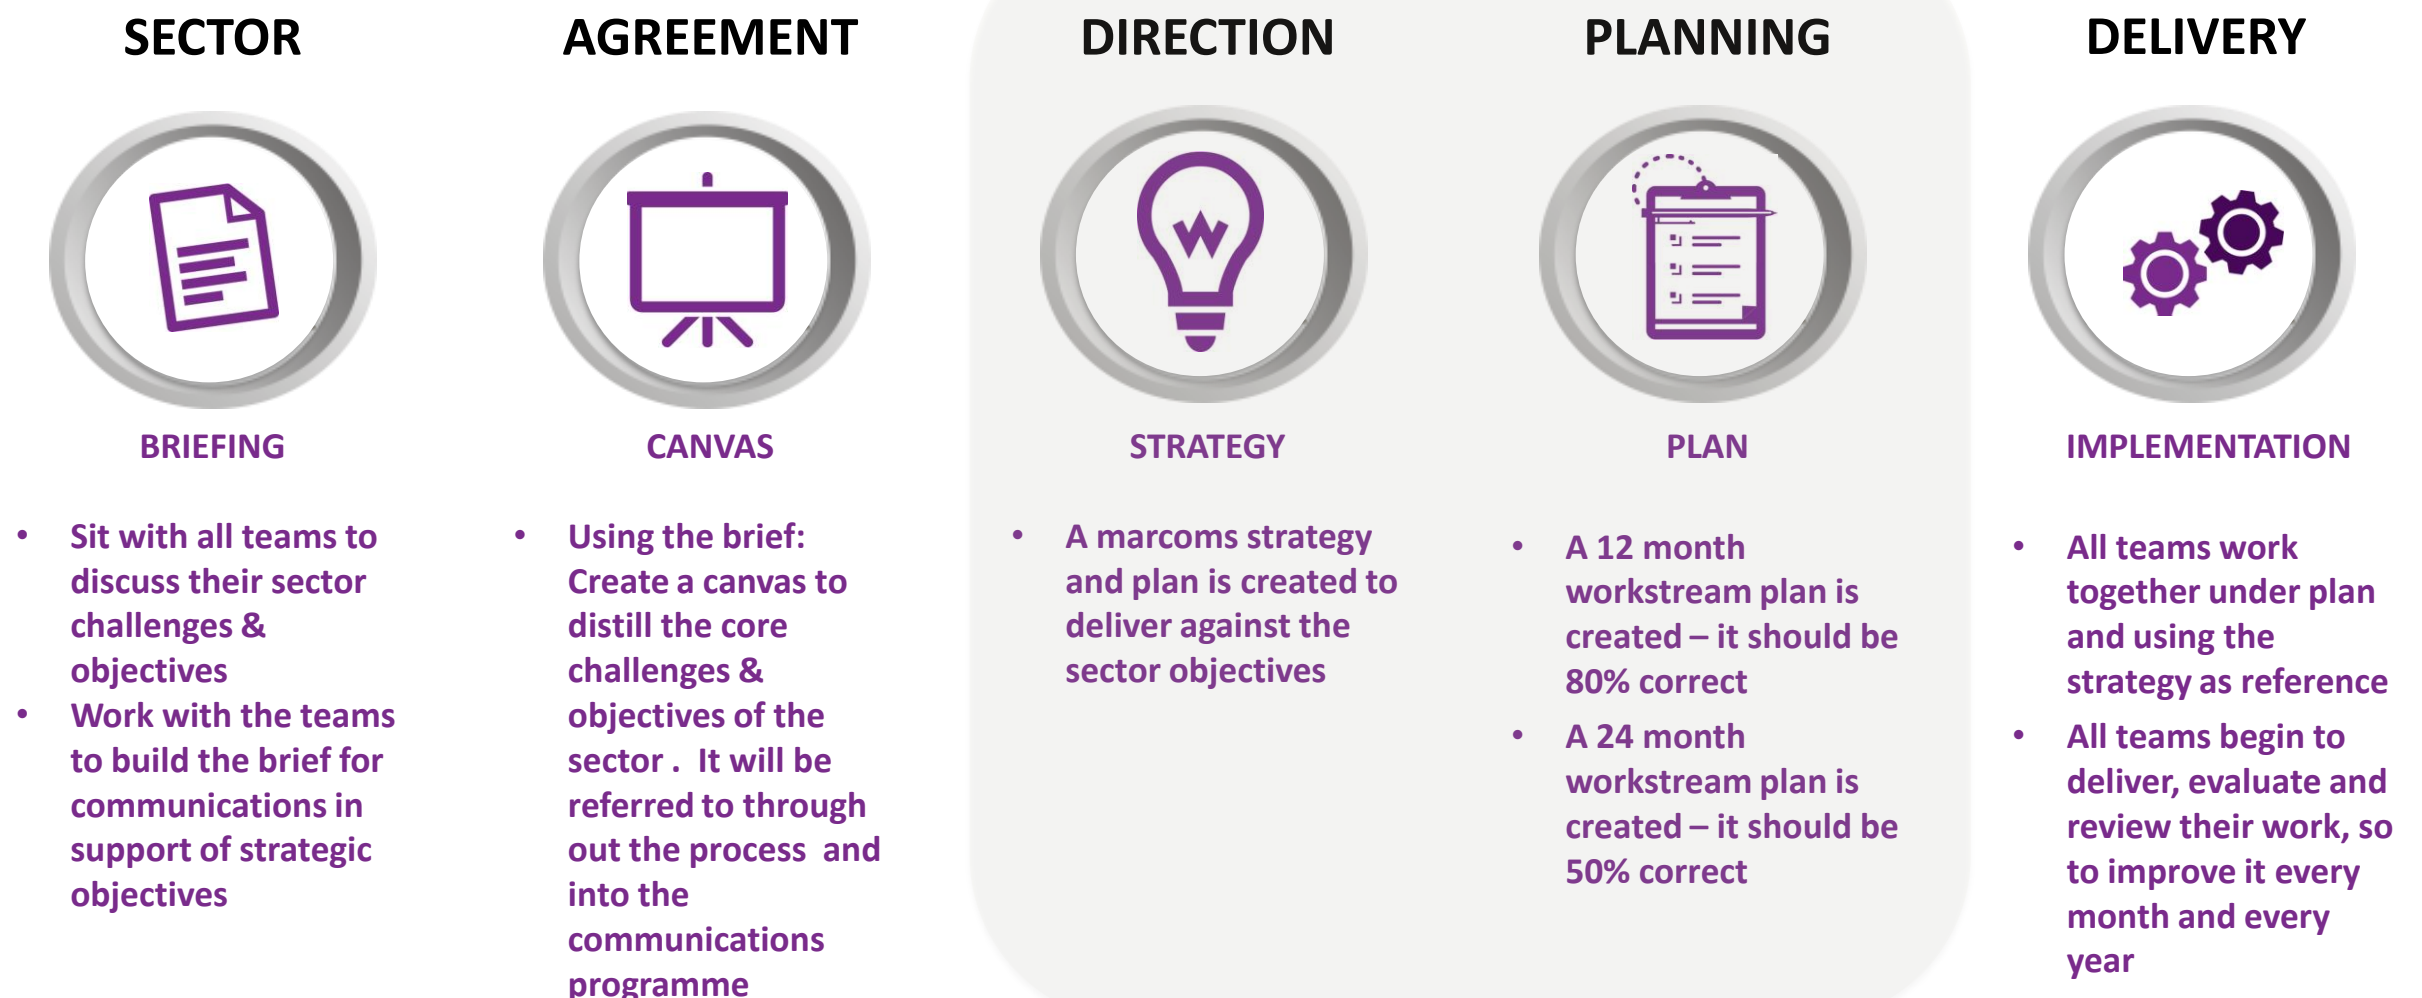 SECTOR
BRIEFING
• Sit with all teams to
discuss their sector
challenges &
objectives
• Work with the teams
to build the brief for
communications in
support of strategic
objectives
AGREEMENT
CANVAS
• Using the brief:
Create a canvas to
distill the core
challenges &
objectives of the
sector .  It will be
referred to through
out the process  and
into the
communications
programme
DIRECTION
STRATEGY
• A marcoms strategy
and plan is created to
deliver against the
sector objectives
PLANNING
PLAN
• A 12 month
workstream plan is
created – it should be
80% correct
• A 24 month
workstream plan is
created – it should be
50% correct
DELIVERY
IMPLEMENTATION
• All teams work
together under plan
and using the
strategy as reference
• All teams begin to
deliver, evaluate and
review their work, so
to improve it every
month and every
year